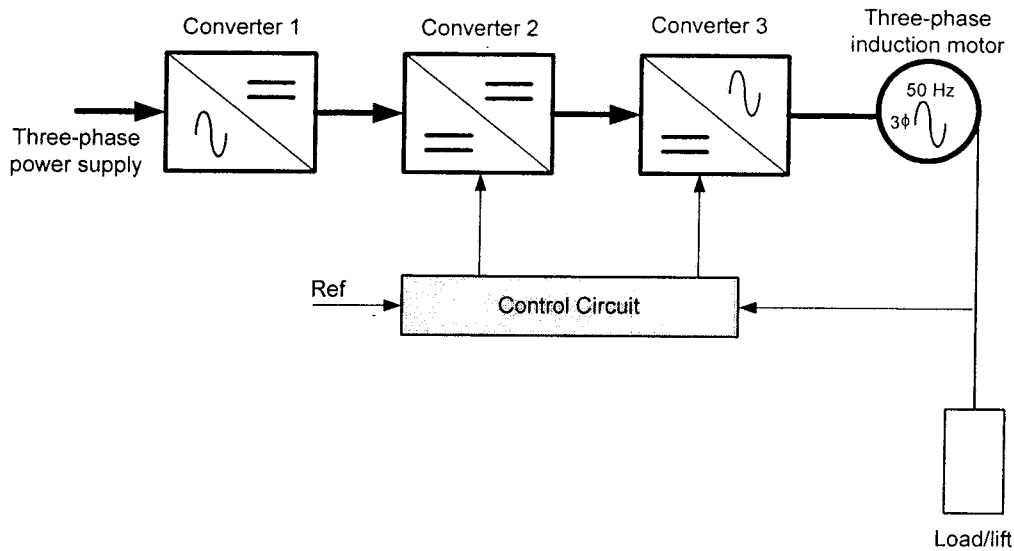 Converter 1
Converter 2
Converter 3
Three-phase
induction motor
50 Hz
3ϕ
Three-phase
power supply
Ref
Control Circuit
Load/lift